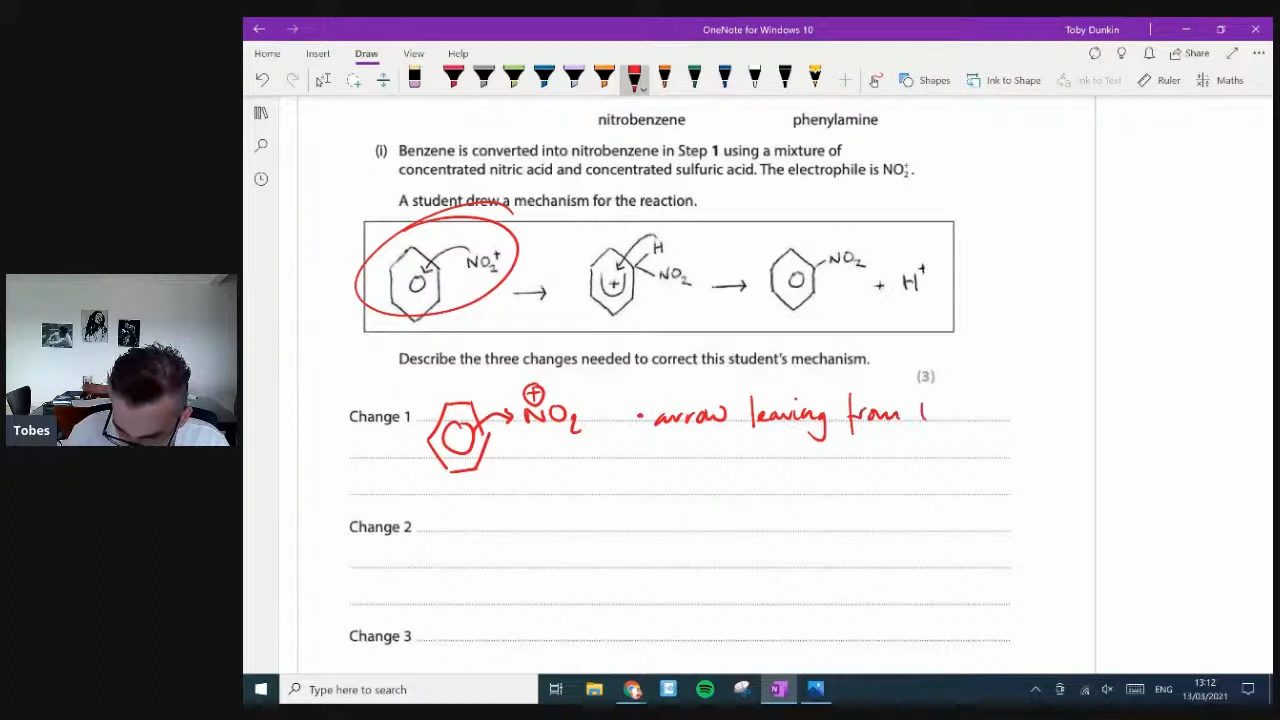 OneNote for Windows 10
Toby Dunkin
Home Insert Draw View Help
Share
Shapes Ink to Shape Ink to Text Ruler Maths
nitrobenzene phenylamine
(i) Benzene is converted into nitrobenzene in Step 1 using a mixture of
concentrated nitric acid and concentrated sulfuric acid. The electrophile is NO₂⁺.
A student drew a mechanism for the reaction.
NO₂⁺ H NO₂ + NO₂ + H⁺
Describe the three changes needed to correct this student's mechanism.
(3)
Change 1 + NO₂ • arrow leaving from
Change 2
Change 3
Tobes
Type here to search
ENG
13:12
13/03/2021